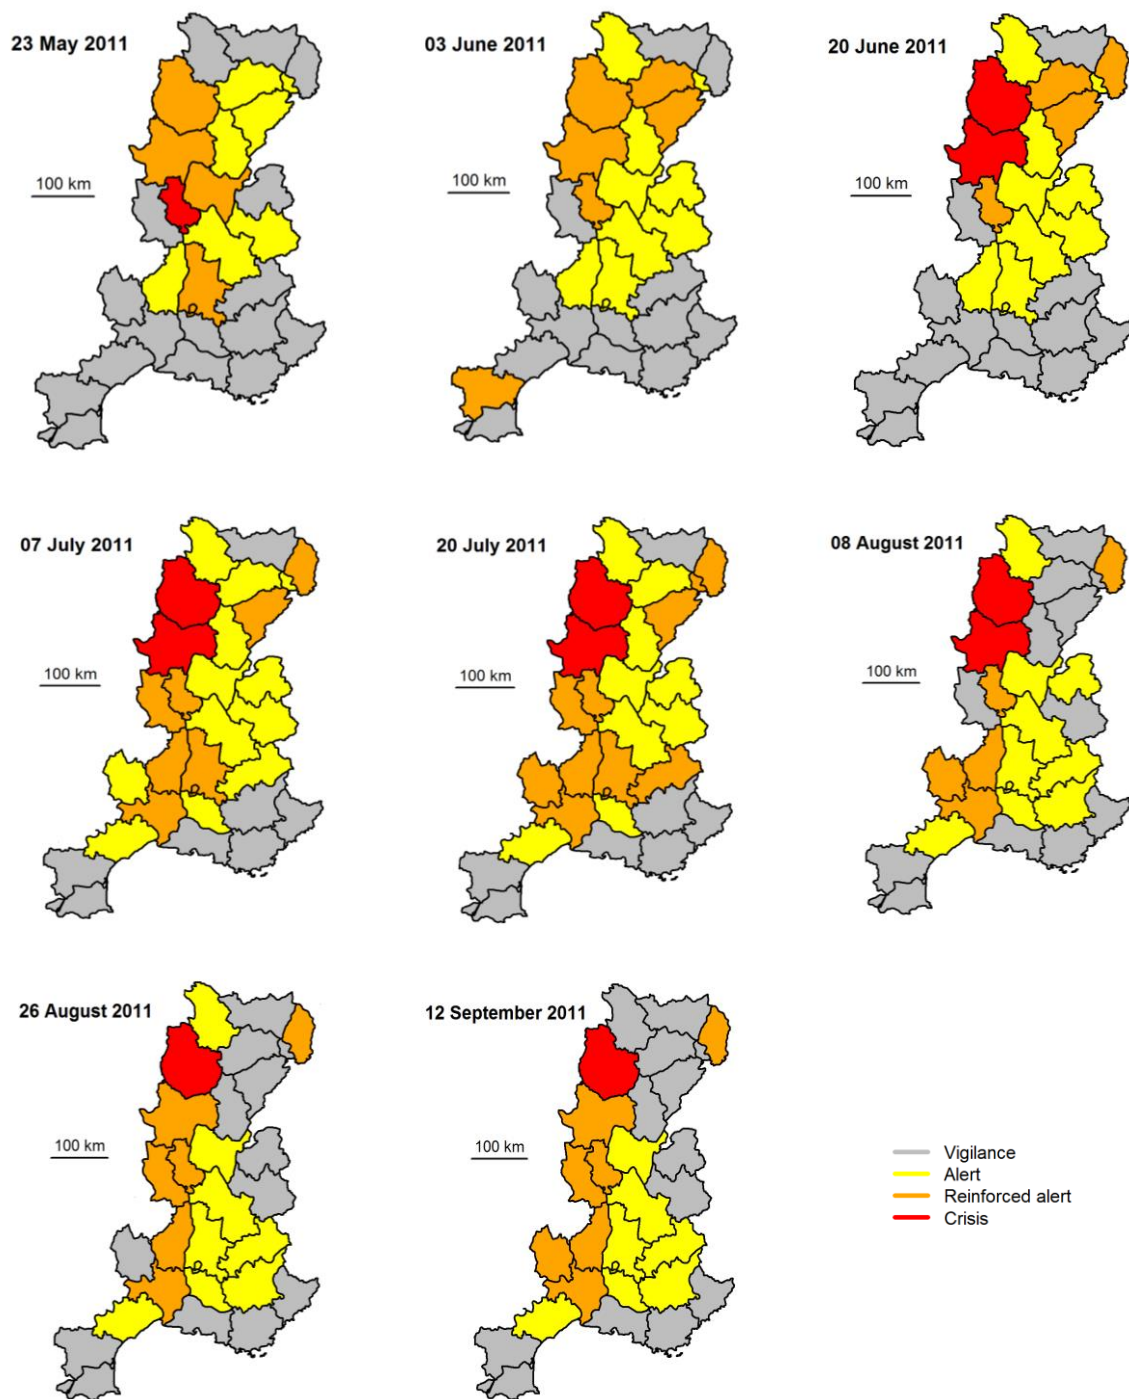 23 May 2011
03 June 2011
20 June 2011
100 km
100 km
100 km
07 July 2011
20 July 2011
08 August 2011
100 km
100 km
100 km
26 August 2011
12 September 2011
100 km
100 km
Vigilance
Alert
Reinforced alert
Crisis